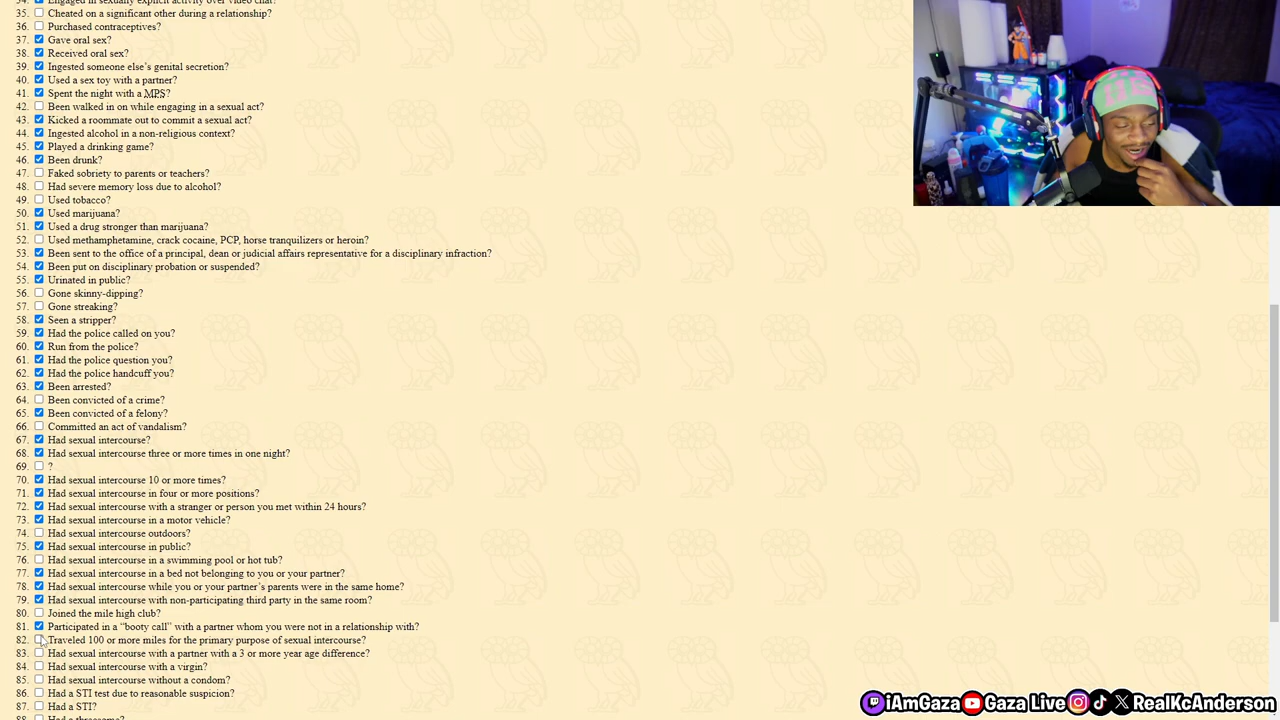 34. Engaged in sexually explicit activity over video chat?
35. Cheated on a significant other during a relationship?
36. Purchased contraceptives?
37. Gave oral sex?
38. Received oral sex?
39. Ingested someone else’s genital secretion?
40. Used a sex toy with a partner?
41. Spent the night with a MPS?
42. Been walked in on while engaging in a sexual act?
43. Kicked a roommate out to commit a sexual act?
44. Ingested alcohol in a non-religious context?
45. Played a drinking game?
46. Been drunk?
47. Faked sobriety to parents or teachers?
48. Had severe memory loss due to alcohol?
49. Used tobacco?
50. Used marijuana?
51. Used a drug stronger than marijuana?
52. Used methamphetamine, crack cocaine, PCP, horse tranquilizers or heroin?
53. Been sent to the office of a principal, dean or judicial affairs representative for a disciplinary infraction?
54. Been put on disciplinary probation or suspended?
55. Urinated in public?
56. Gone skinny-dipping?
57. Gone streaking?
58. Seen a stripper?
59. Had the police called on you?
60. Run from the police?
61. Had the police question you?
62. Had the police handcuff you?
63. Been arrested?
64. Been convicted of a crime?
65. Been convicted of a felony?
66. Committed an act of vandalism?
67. Had sexual intercourse?
68. Had sexual intercourse three or more times in one night?
69. ?
70. Had sexual intercourse 10 or more times?
71. Had sexual intercourse in four or more positions?
72. Had sexual intercourse with a stranger or person you met within 24 hours?
73. Had sexual intercourse in a motor vehicle?
74. Had sexual intercourse outdoors?
75. Had sexual intercourse in public?
76. Had sexual intercourse in a swimming pool or hot tub?
77. Had sexual intercourse in a bed not belonging to you or your partner?
78. Had sexual intercourse while you or your partner’s parents were in the same home?
79. Had sexual intercourse with non-participating third party in the same room?
80. Joined the mile high club?
81. Participated in a “booty call” with a partner whom you were not in a relationship with?
82. Traveled 100 or more miles for the primary purpose of sexual intercourse?
83. Had sexual intercourse with a partner with a 3 or more year age difference?
84. Had sexual intercourse with a virgin?
85. Had sexual intercourse without a condom?
86. Had a STI test due to reasonable suspicion?
87. Had a STI?
88. Had a threesome?
iAmGaza Gaza Live RealKcAnderson